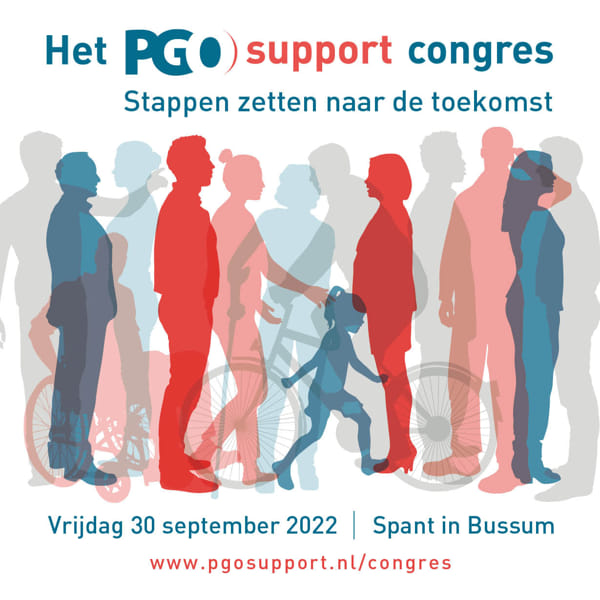 Het PGO support congres
Stappen zetten naar de toekomst
Vrijdag 30 september 2022 | Spant in Bussum
www.pgosupport.nl/congres